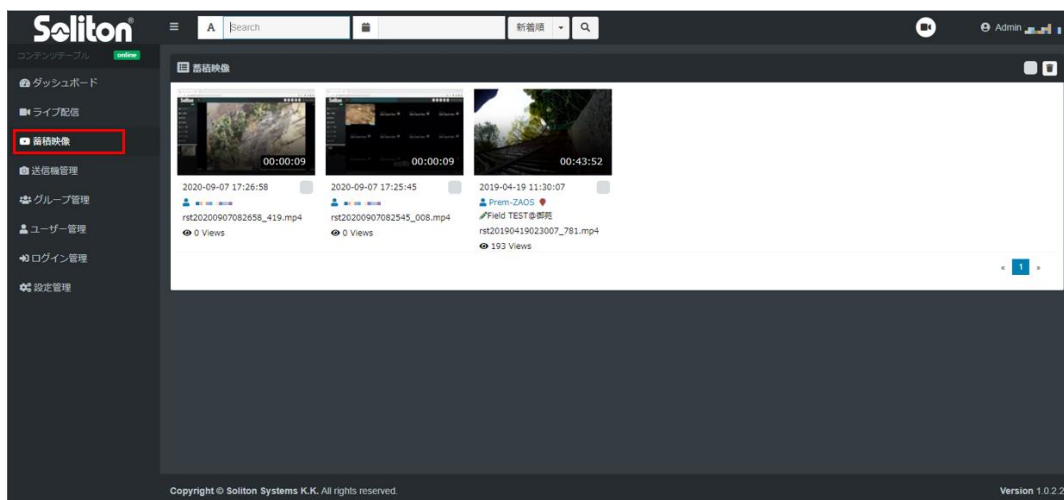 Soliton®
A Search
新着順
Admin
コンテンツテーブル online
ダッシュボード
ライブ配信
蓄積映像
送信機管理
グループ管理
ユーザー管理
ログイン管理
設定管理
蓄積映像
00:00:09
2020-09-07 17:26:58
rst20200907082658_419.mp4
0 Views
00:00:09
2020-09-07 17:25:45
rst20200907082545_008.mp4
0 Views
00:43:52
2019-04-19 11:30:07
Prem-ZAOS
Field TEST@御苑
rst20190419023007_781.mp4
193 Views
« 1 »
Copyright © Soliton Systems K.K. All rights reserved.
Version 1.0.2.2